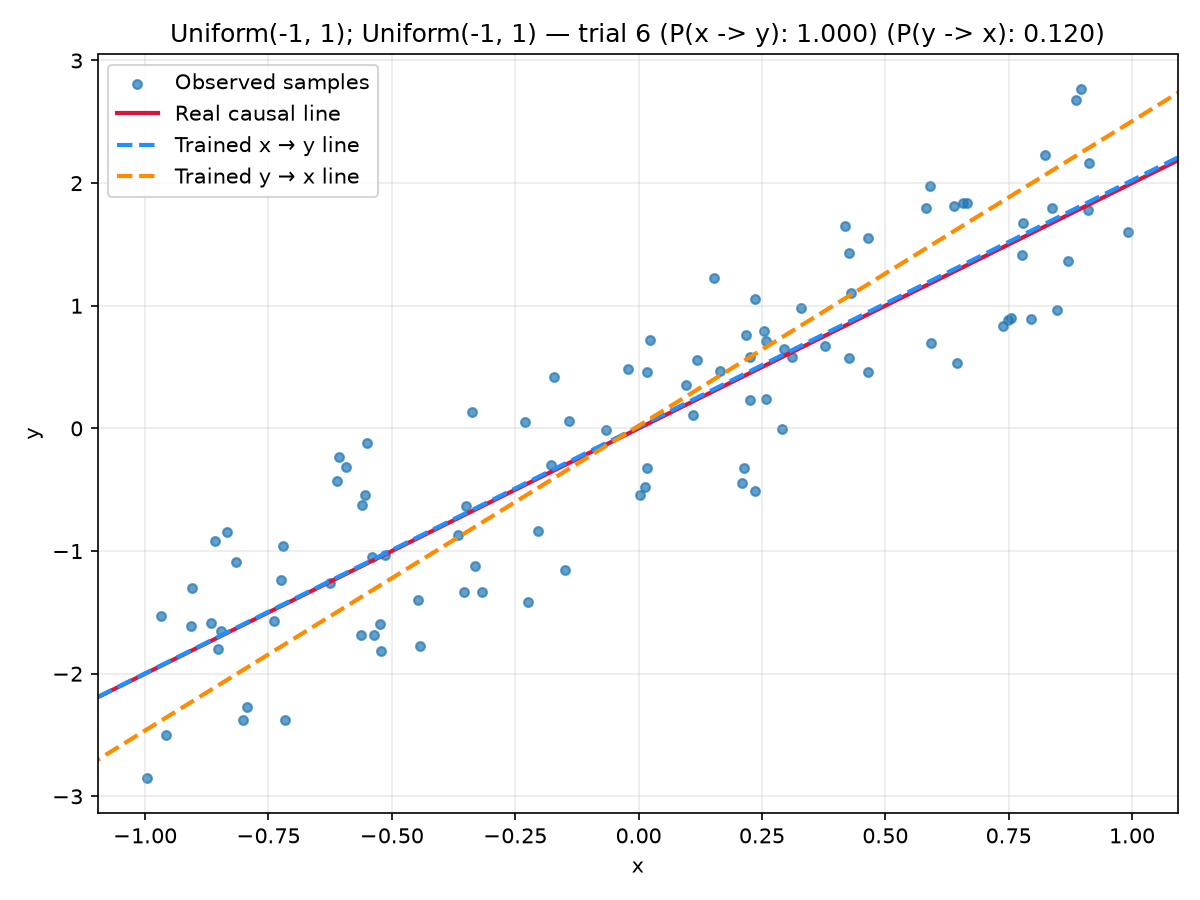 Uniform(-1, 1); Uniform(-1, 1) — trial 6 (P(x -> y): 1.000) (P(y -> x): 0.120)
Observed samples
Real causal line
Trained x → y line
Trained y → x line
3
2
1
0
−1
−2
−3
y
−1.00 −0.75 −0.50 −0.25 0.00 0.25 0.50 0.75 1.00
x